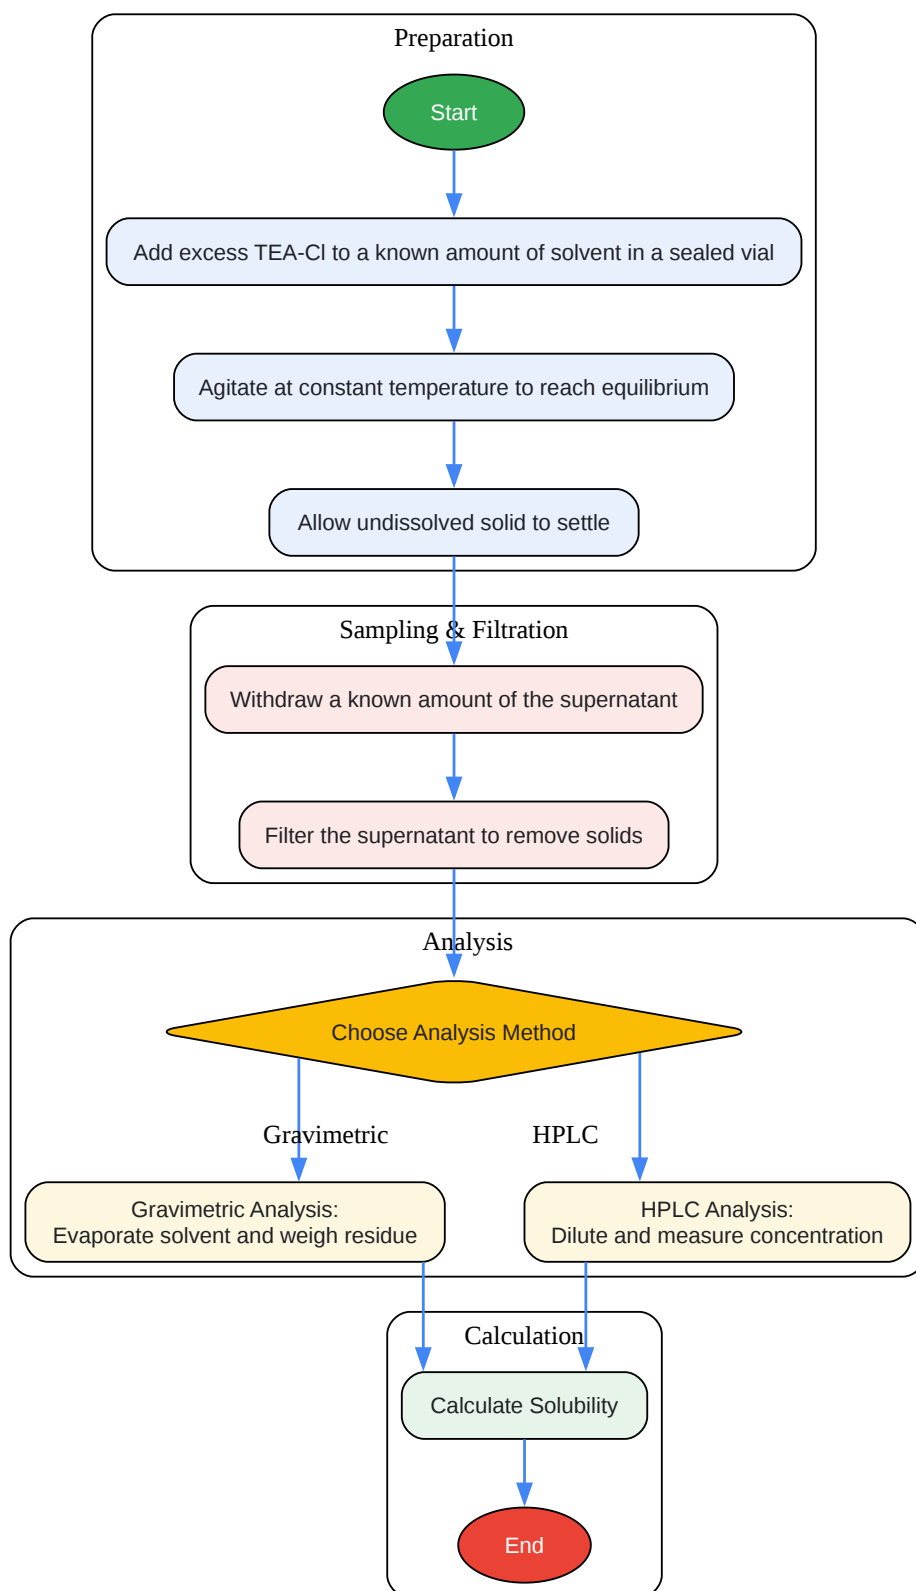 Preparation
Start
Add excess TEA-Cl to a known amount of solvent in a sealed vial
Agitate at constant temperature to reach equilibrium
Allow undissolved solid to settle
Sampling & Filtration
Withdraw a known amount of the supernatant
Filter the supernatant to remove solids
Analysis
Choose Analysis Method
Gravimetric
HPLC
Gravimetric Analysis:
Evaporate solvent and weigh residue
HPLC Analysis:
Dilute and measure concentration
Calculation
Calculate Solubility
End